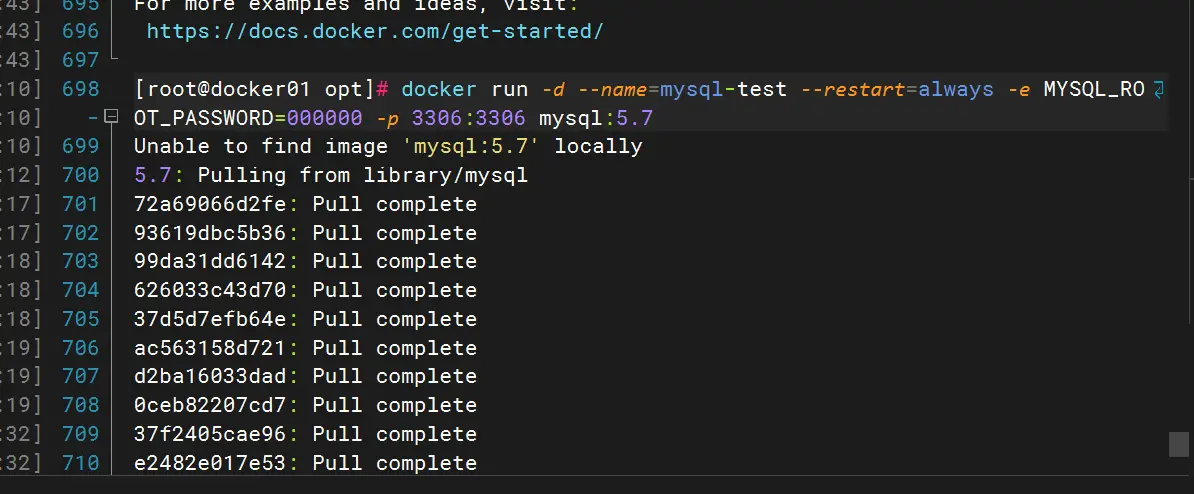 :43] 695 For more examples and ideas, visit:
:43] 696 https://docs.docker.com/get-started/
:43] 697
:10] 698 [root@docker01 opt]# docker run -d --name=mysql-test --restart=always -e MYSQL_RO
:10] - OT_PASSWORD=000000 -p 3306:3306 mysql:5.7
:10] 699 Unable to find image 'mysql:5.7' locally
:12] 700 5.7: Pulling from library/mysql
:17] 701 72a69066d2fe: Pull complete
:17] 702 93619dbc5b36: Pull complete
:18] 703 99da31dd6142: Pull complete
:18] 704 626033c43d70: Pull complete
:18] 705 37d5d7efb64e: Pull complete
:19] 706 ac563158d721: Pull complete
:19] 707 d2ba16033dad: Pull complete
:19] 708 0ceb82207cd7: Pull complete
:32] 709 37f2405cae96: Pull complete
:32] 710 e2482e017e53: Pull complete